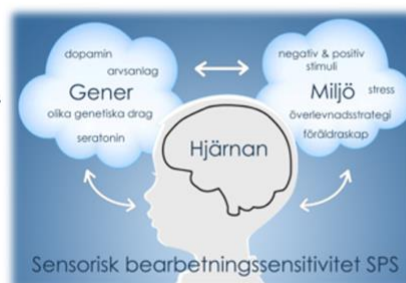 dopamin
arvsanlag
Gener
olika genetiska drag
seratonin
negativ & positiv
stimuli
Miljö stress
överlevnadsstrategi
föräldraskap
Hjärnan
Sensorisk bearbetningssensitivitet SPS